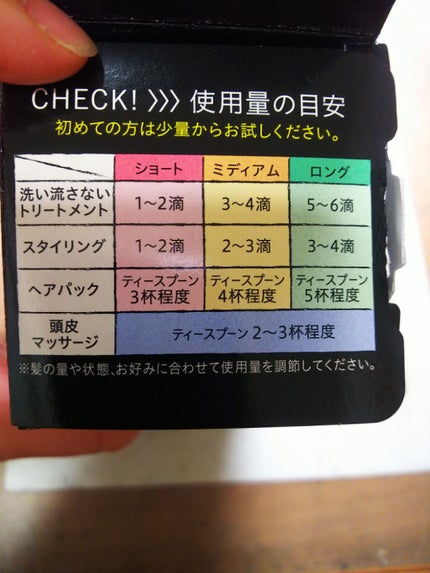 CHECK! 》〉使用量の目安
初めての方は少量からお試しください。
ショート ミディアム ロング
洗い流さない
トリートメント 1〜2滴 3〜4滴 5〜6滴
スタイリング 1〜2滴 2〜3滴 3〜4滴
ヘアパック ティースプーン 3杯程度 ティースプーン 4杯程度 ティースプーン 5杯程度
頭皮
マッサージ ティースプーン 2〜3杯程度
※髪の量や状態、お好みに合わせて使用量を調節してください。